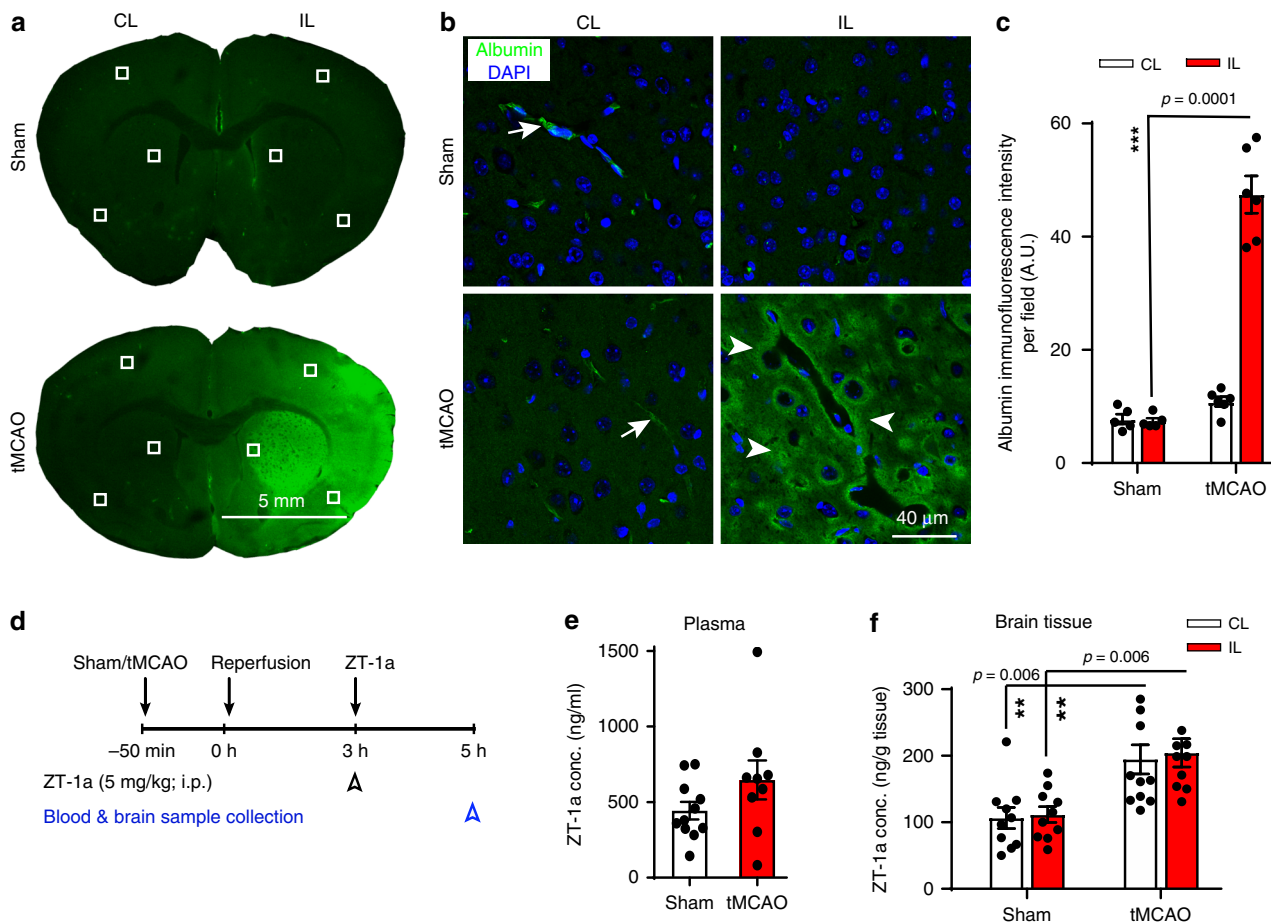 a
CL
IL
Sham
tMCAO
5 mm
b
CL
IL
Albumin
DAPI
Sham
tMCAO
40 μm
c
CL
IL
p = 0.0001
***
Albumin immunofluorescence intensity
per field (A.U.)
60
40
20
0
Sham
tMCAO
d
Sham/tMCAO
Reperfusion
ZT-1a
–50 min
0 h
3 h
5 h
ZT-1a (5 mg/kg; i.p.)
Blood & brain sample collection
e
Plasma
ZT-1a conc. (ng/ml)
1500
1000
500
0
Sham
tMCAO
f
Brain tissue
CL
IL
p = 0.006
p = 0.006
**
**
ZT-1a conc. (ng/g tissue)
300
200
100
0
Sham
tMCAO